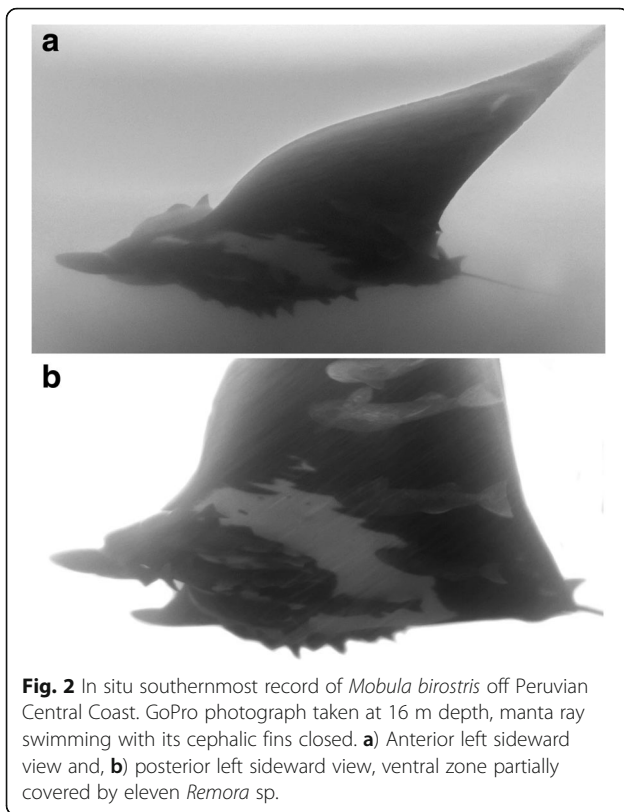 a
b
Fig. 2 In situ southernmost record of Mobula birostris off Peruvian
Central Coast. GoPro photograph taken at 16 m depth, manta ray
swimming with its cephalic fins closed. a) Anterior left sideward
view and, b) posterior left sideward view, ventral zone partially
covered by eleven Remora sp.